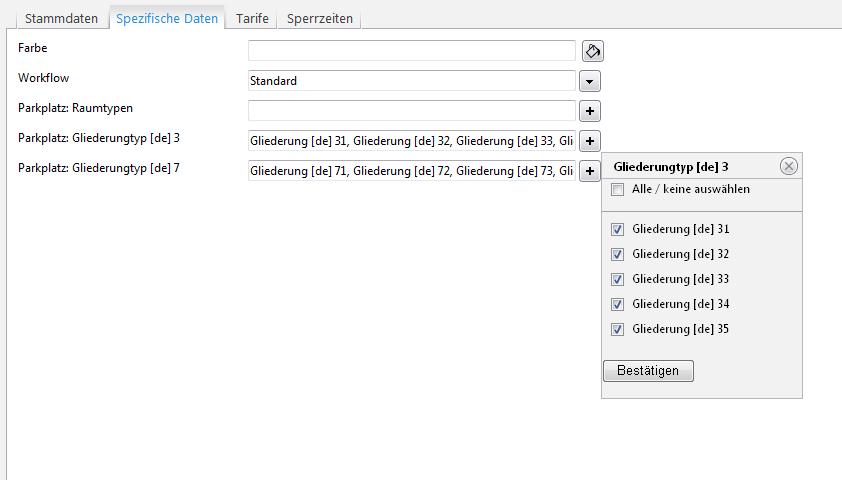 Stammdaten Spezifische Daten Tarife Sperrzeiten
Farbe
Workflow Standard
Parkplatz: Raumtypen
Parkplatz: Gliederungtyp [de] 3 Gliederung [de] 31, Gliederung [de] 32, Gliederung [de] 33, Gli
Parkplatz: Gliederungtyp [de] 7 Gliederung [de] 71, Gliederung [de] 72, Gliederung [de] 73, Gli
Gliederungtyp [de] 3
Alle / keine auswählen
Gliederung [de] 31
Gliederung [de] 32
Gliederung [de] 33
Gliederung [de] 34
Gliederung [de] 35
Bestätigen